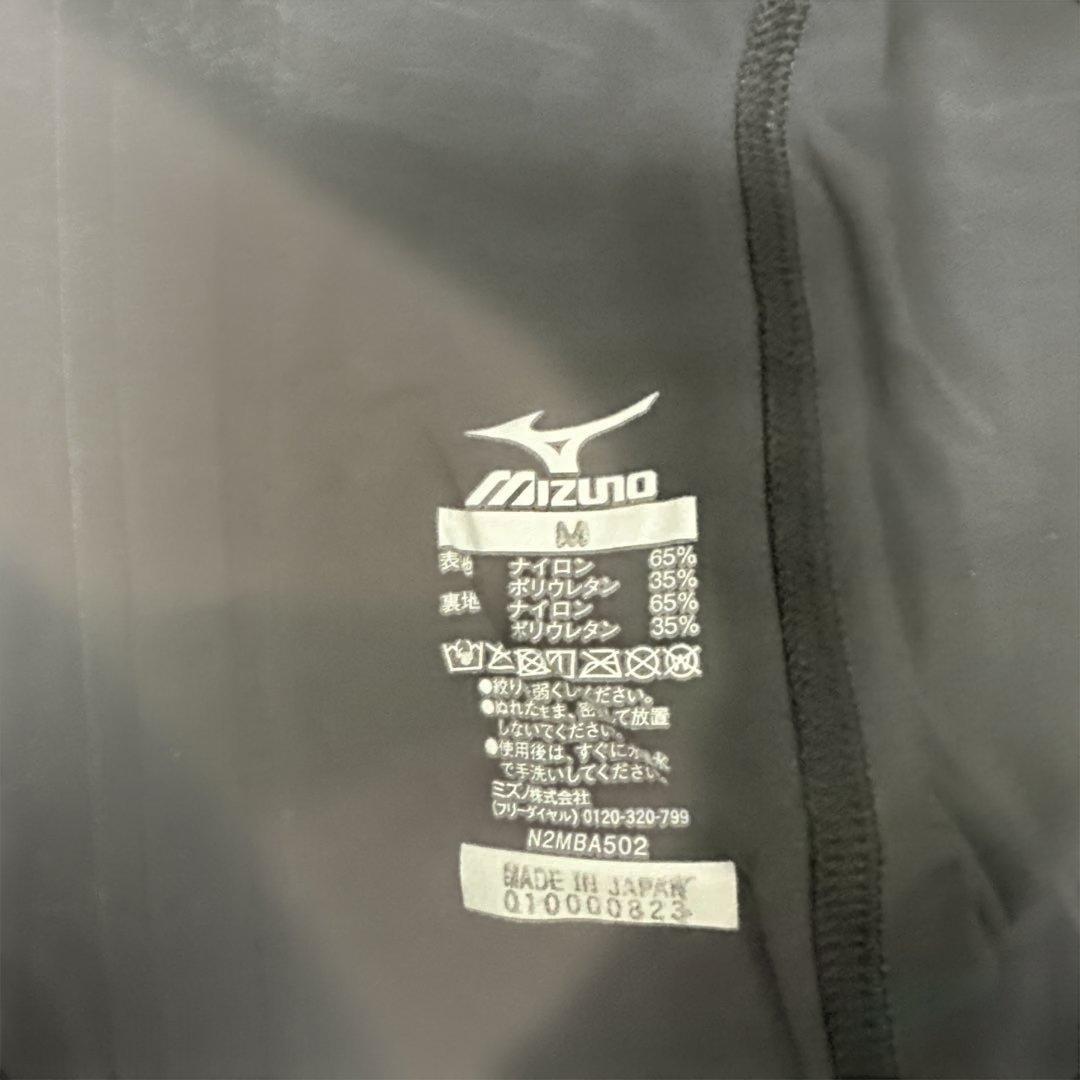 MIZUNO
M
表地 ナイロン 65%
ポリウレタン 35%
裏地 ナイロン 65%
ポリウレタン 35%
●絞りは弱くしてください。
●ぬれたまま、密着して放置
しないでください。
●使用後は、すぐに
で手洗いしてください。
ミズノ株式会社
(フリーダイヤル) 0120-320-799
N2MBA502
MADE IN JAPAN
010000823